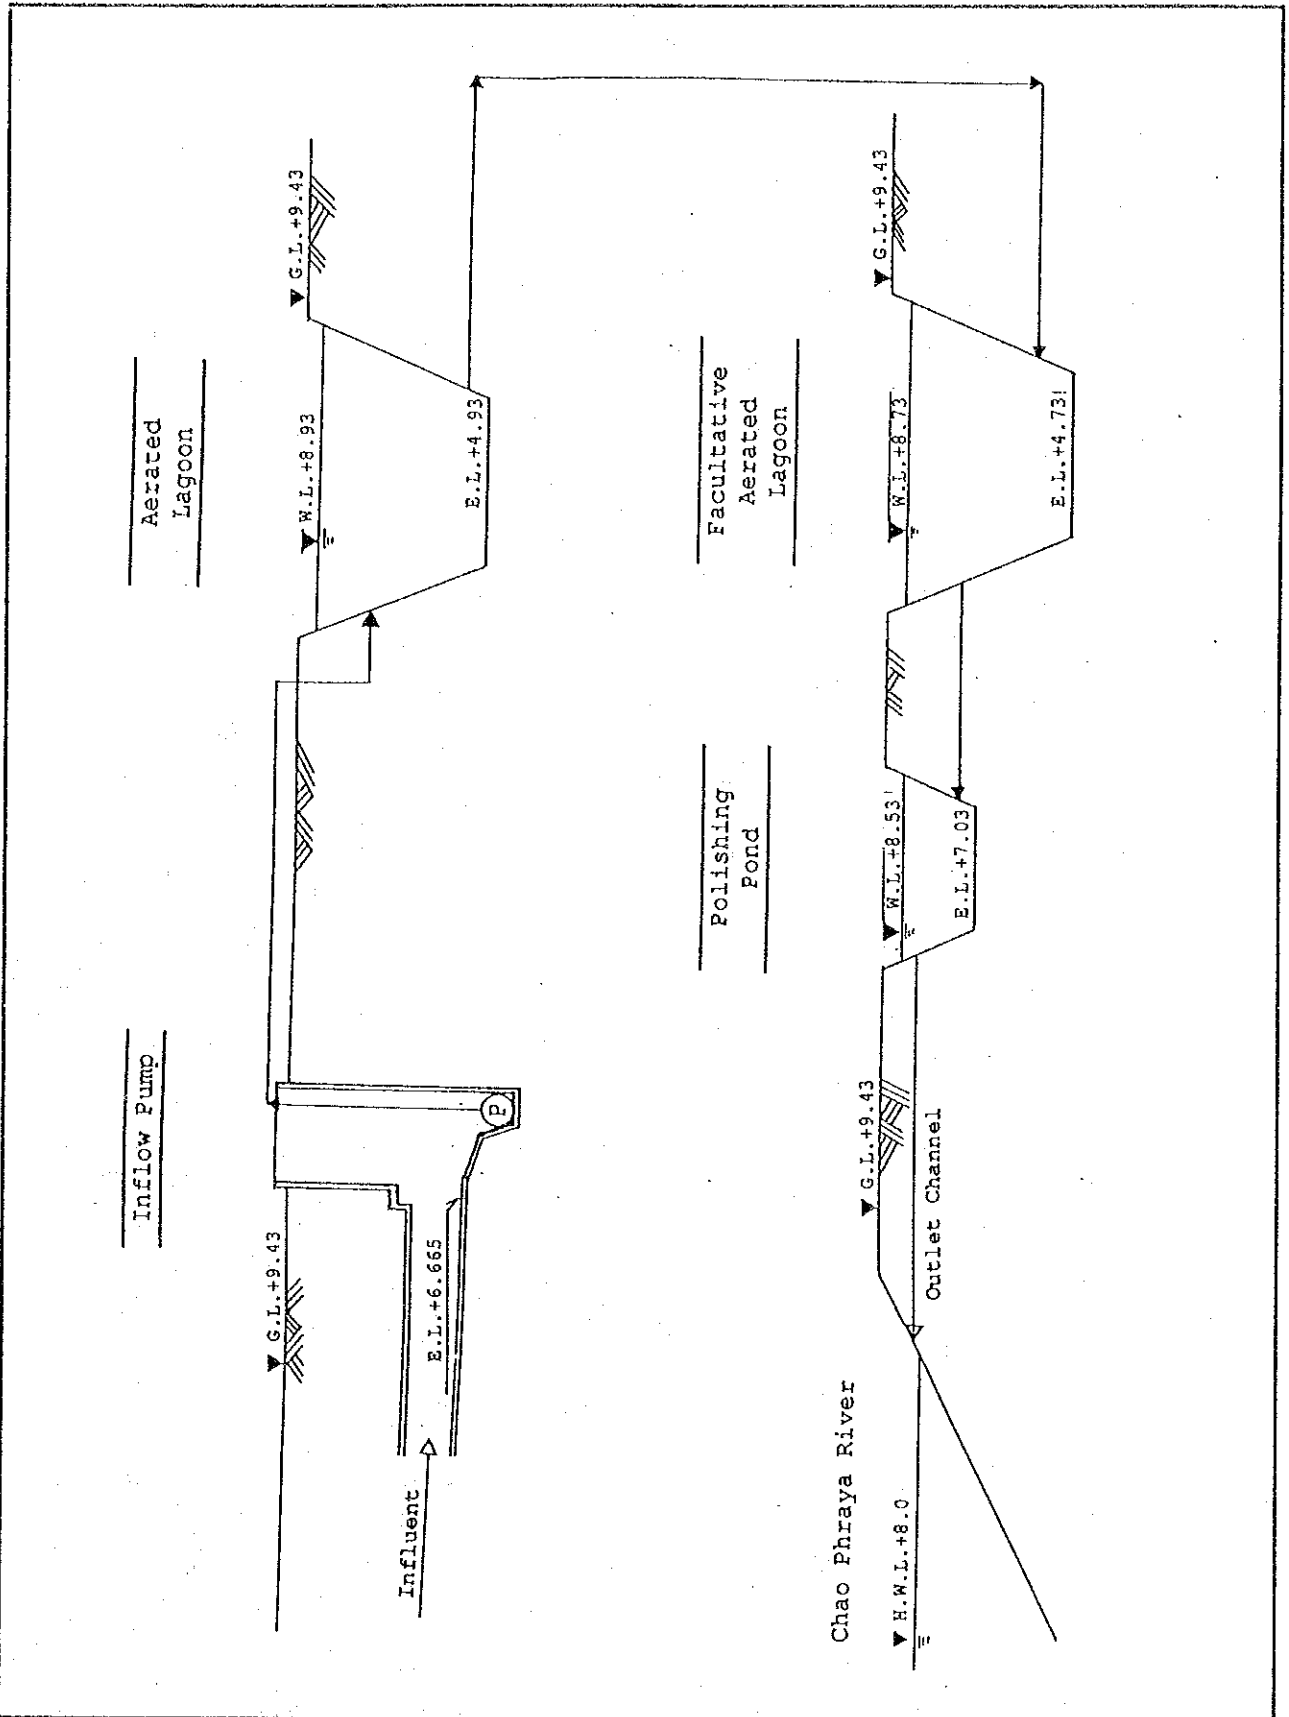 Inflow Pump
Aerated
Lagoon
G.L.+9.43
W.L.+8.93
G.L.+9.43
E.L.+6.665
P
E.L.+4.93
Influent
Polishing
Pond
Facultative
Aerated
Lagoon
Chao Phraya River
H.W.L.+8.0
G.L.+9.43
W.L.+8.53
W.L.+8.73
G.L.+9.43
Outlet Channel
E.L.+7.03
E.L.+4.73